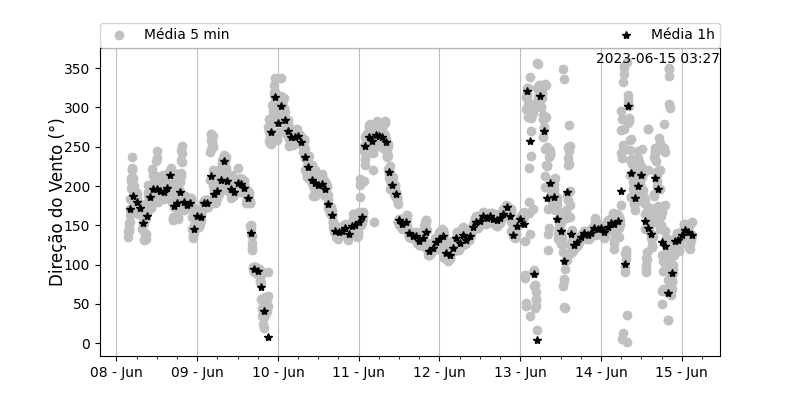 Média 5 min
Média 1h
2023-06-15 03:27
Direção do Vento (°)
350
300
250
200
150
100
50
0
08 - Jun
09 - Jun
10 - Jun
11 - Jun
12 - Jun
13 - Jun
14 - Jun
15 - Jun